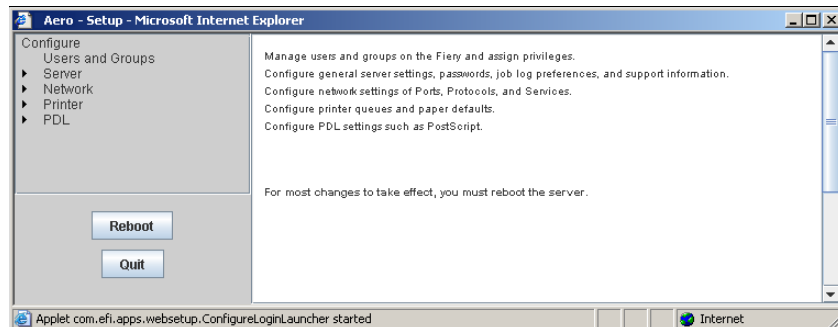 Aero - Setup - Microsoft Internet Explorer
Configure
Users and Groups
Server
Network
Printer
PDL
Manage users and groups on the Fiery and assign privileges.
Configure general server settings, passwords, job log preferences, and support information.
Configure network settings of Ports, Protocols, and Services.
Configure printer queues and paper defaults.
Configure PDL settings such as PostScript.
For most changes to take effect, you must reboot the server.
Reboot
Quit
Applet com.efi.apps.websetup.ConfigureLoginLauncher started
Internet